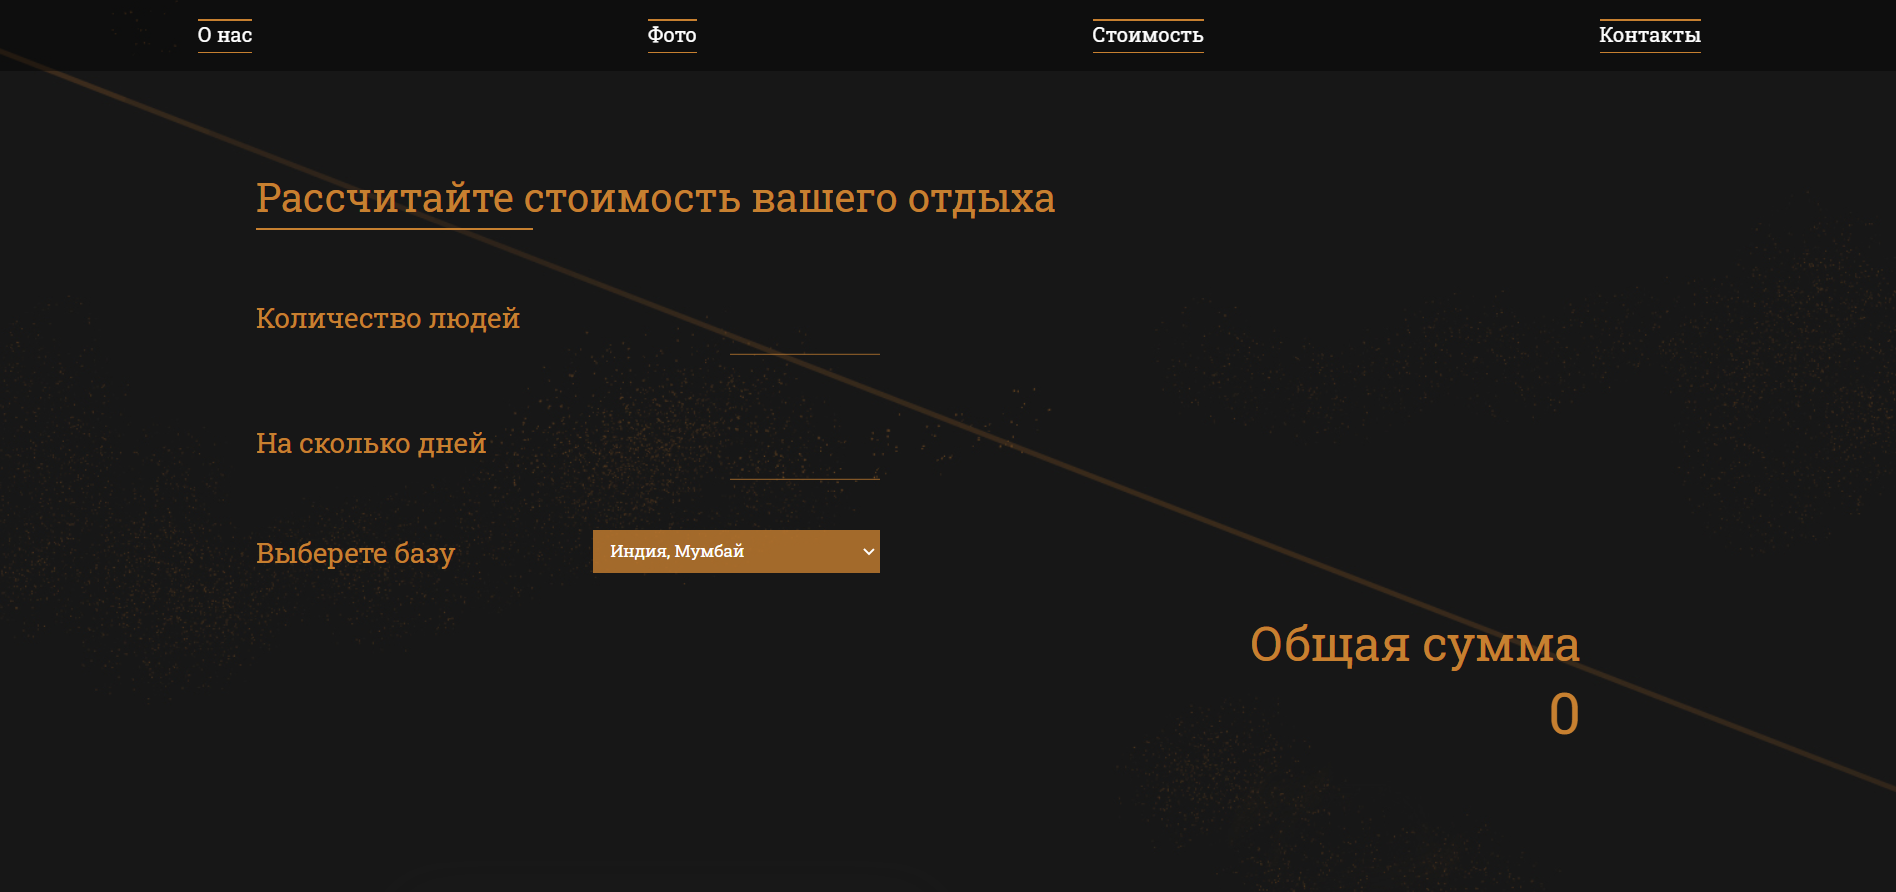 О нас
Фото
Стоимость
Контакты
Рассчитайте стоимость вашего отдыха
Количество людей
На сколько дней
Выберете базу
Индия, Мумбай
Общая сумма
0